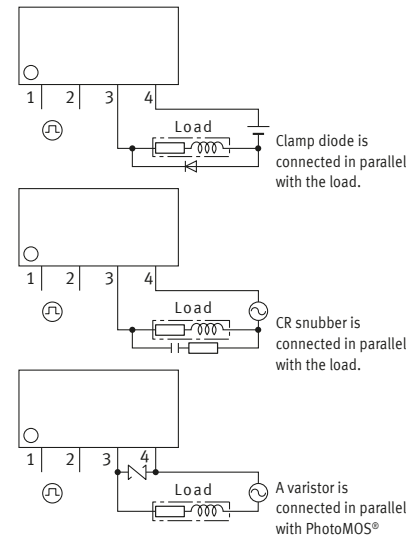 1 2 3 4
Load
Clamp diode is
connected in parallel
with the load.
1 2 3 4
Load
CR snubber is
connected in parallel
with the load.
1 2 3 4
Load
A varistor is
connected in parallel
with PhotoMOS®